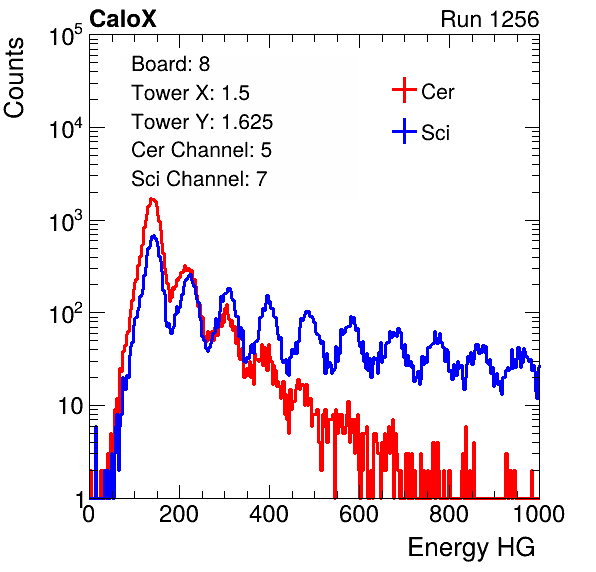 CaloX
Run 1256
Counts
Board: 8
Tower X: 1.5
Tower Y: 1.625
Cer Channel: 5
Sci Channel: 7
Cer
Sci
10^5
10^4
10^3
10^2
10
1
0 200 400 600 800 1000
Energy HG